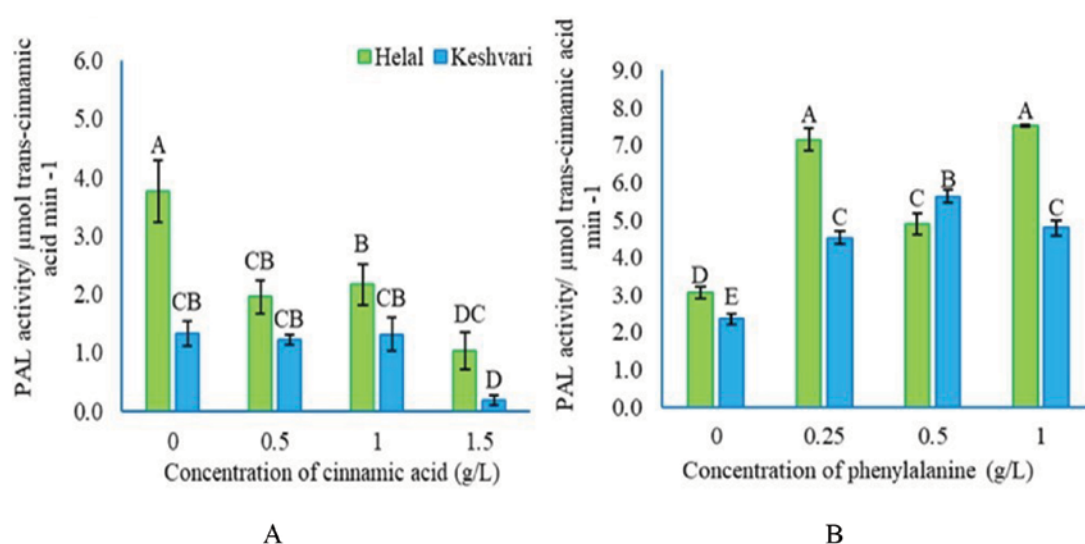 Helal Keshvari
PAL activity/ µmol trans-cinnamic
acid min -1
6.0
5.0
4.0
3.0
2.0
1.0
0.0
A
CB
CB
CB
B
CB
DC
D
0 0.5 1 1.5
Concentration of cinnamic acid (g/L)
A
PAL activity/ µmol trans-cinnamic acid
min -1
9.0
8.0
7.0
6.0
5.0
4.0
3.0
2.0
1.0
0.0
D
E
A
C
C
B
A
C
0 0.25 0.5 1
Concentration of phenylalanine (g/L)
B